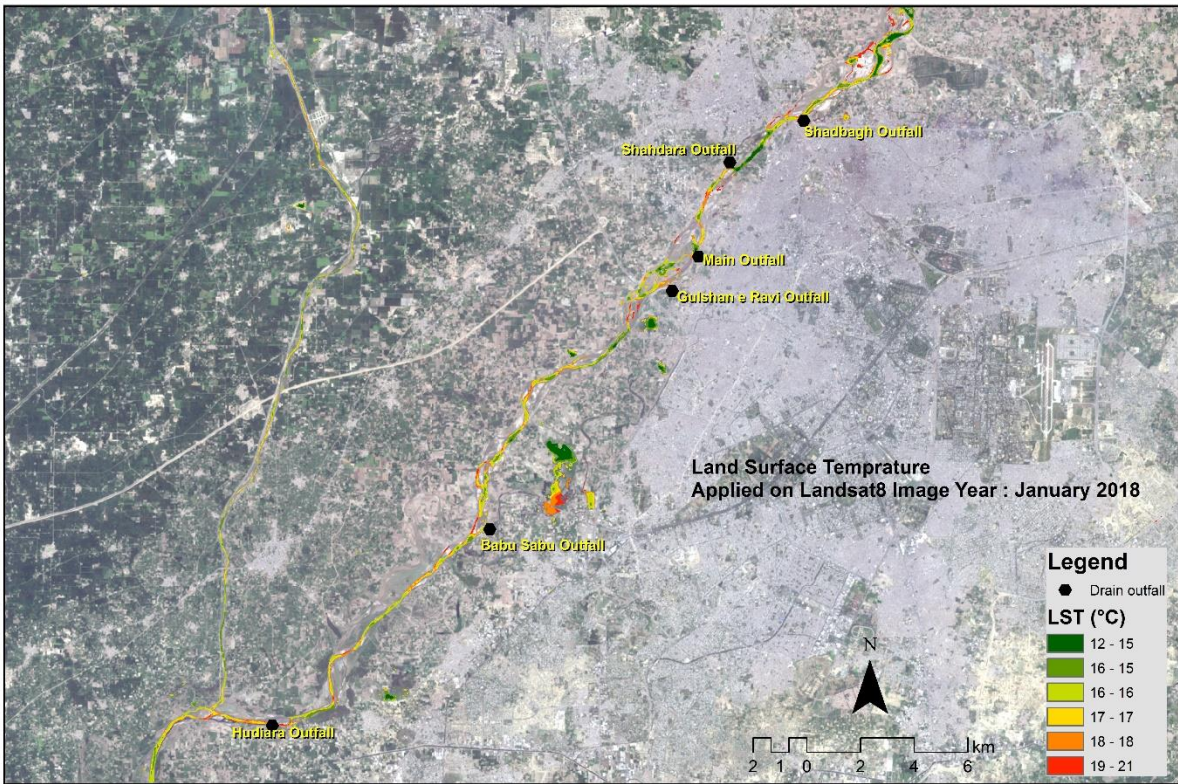 Shadbagh Outfall
Shahdara Outfall
Main Outfall
Gulshan e Ravi Outfall
Land Surface Temprature
Applied on Landsat8 Image Year : January 2018
Babu Sabu Outfall
Hudiara Outfall
Legend
Drain outfall
LST (°C)
12 - 15
16 - 15
16 - 16
17 - 17
18 - 18
19 - 21
N
2 1 0 2 4 6 km